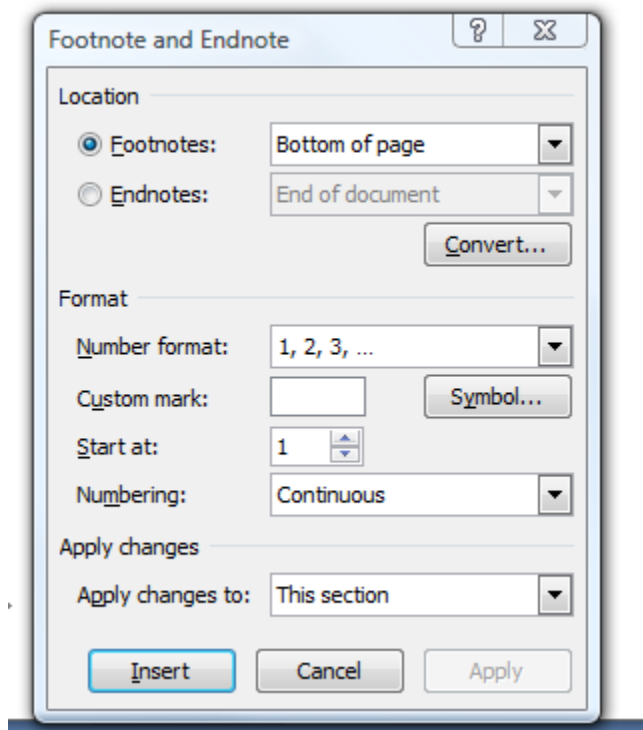 Footnote and Endnote
Location
Footnotes: Bottom of page
Endnotes: End of document
Convert...
Format
Number format: 1, 2, 3, ...
Custom mark: Symbol...
Start at: 1
Numbering: Continuous
Apply changes
Apply changes to: This section
Insert Cancel Apply